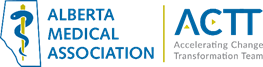 ALBERTA
MEDICAL
ASSOCIATION
ACTT
Accelerating Change
Transformation Team